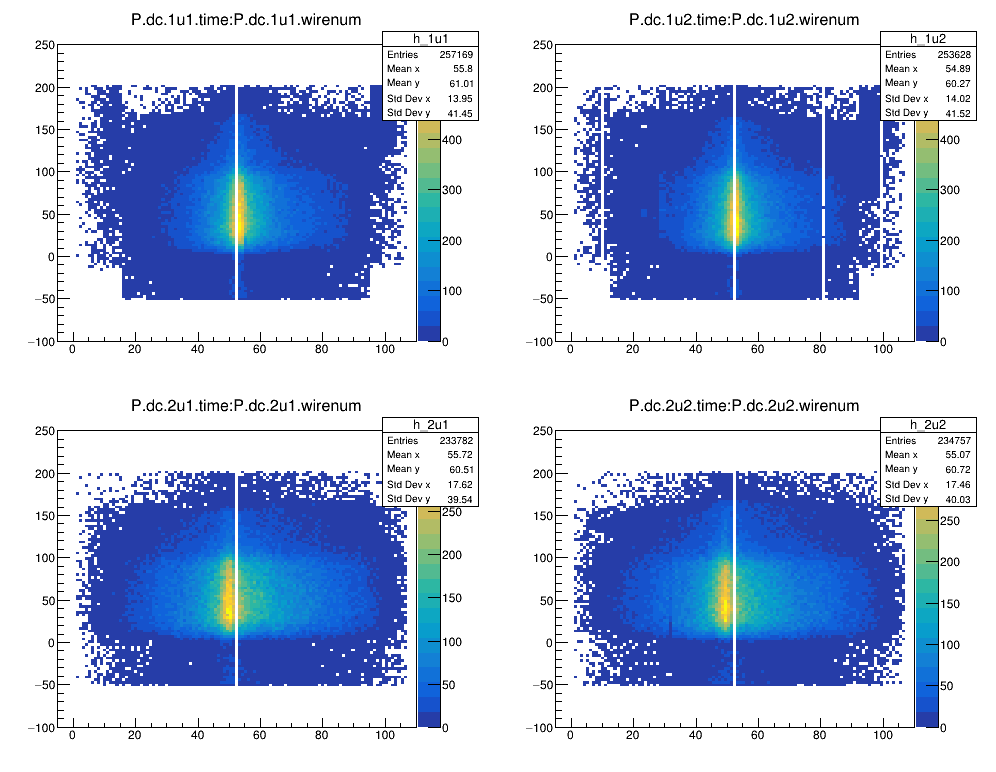 P.dc.1u1.time:P.dc.1u1.wirenum
h_1u1
Entries 257169
Mean x 55.8
Mean y 61.01
Std Dev x 13.95
Std Dev y 41.45
250
200
150
100
50
0
−50
−100
0 20 40 60 80 100
400
300
200
100
0
P.dc.1u2.time:P.dc.1u2.wirenum
h_1u2
Entries 253628
Mean x 54.89
Mean y 60.27
Std Dev x 14.02
Std Dev y 41.52
250
200
150
100
50
0
−50
−100
0 20 40 60 80 100
400
300
200
100
0
P.dc.2u1.time:P.dc.2u1.wirenum
h_2u1
Entries 233782
Mean x 55.72
Mean y 60.51
Std Dev x 17.62
Std Dev y 39.54
250
200
150
100
50
0
−50
−100
0 20 40 60 80 100
250
200
150
100
50
0
P.dc.2u2.time:P.dc.2u2.wirenum
h_2u2
Entries 234757
Mean x 55.07
Mean y 60.72
Std Dev x 17.46
Std Dev y 40.03
250
200
150
100
50
0
−50
−100
0 20 40 60 80 100
250
200
150
100
50
0